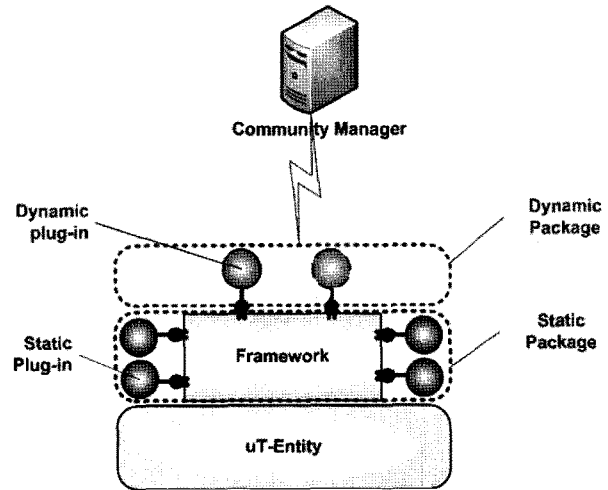 Community Manager
Dynamic
plug-in
Dynamic
Package
Static
Plug-in
Framework
Static
Package
uT-Entity